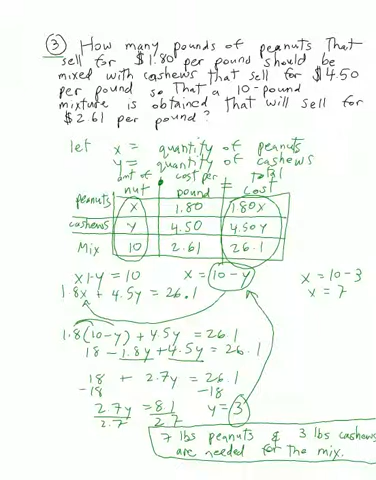 ③ How many pounds of peanuts that
sell for $1.80 per pound should be
mixed with cashews that sell for $4.50
per pound so that a 10-pound
mixture is obtained that will sell for
$2.61 per pound?
let x = quantity of peanuts
y = quantity of cashews
amt of nut • cost per pound = total cost
peanuts x 1.80 1.80x
cashews y 4.50 4.50y
Mix 10 2.61 26.1
x+y = 10 x = 10-y x = 10-3
1.8x + 4.5y = 26.1 x = 7
1.8(10-y) + 4.5y = 26.1
18 - 1.8y + 4.5y = 26.1
18 + 2.7y = 26.1
-18 -18
2.7y = 8.1 y = 3
2.7 2.7
7 lbs peanuts & 3 lbs cashews
are needed for the mix.